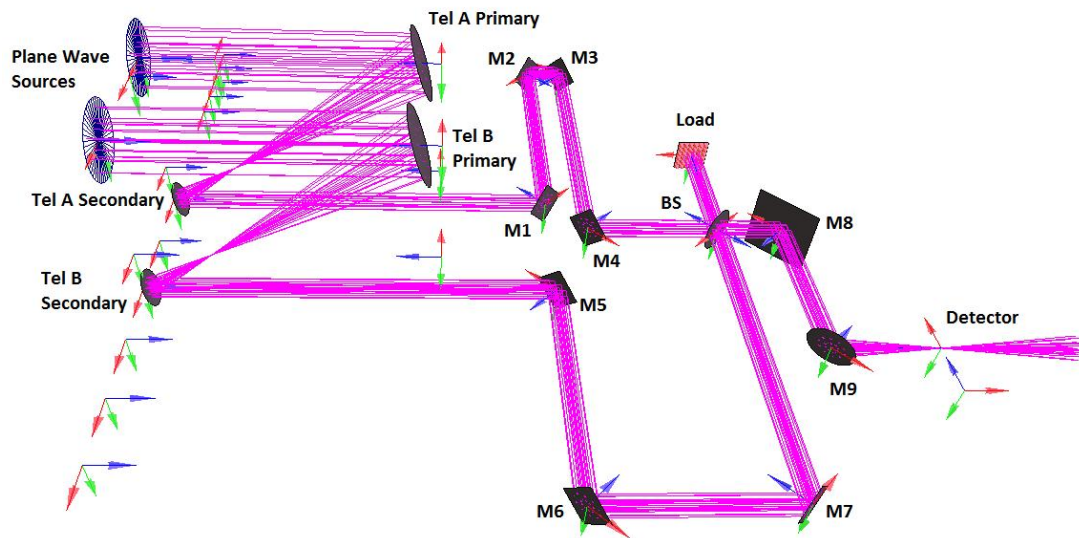 Tel A Primary
Plane Wave
Sources
M2
M3
Load
Tel B
Primary
Tel A Secondary
M1
BS
M8
M4
Tel B
Secondary
M5
Detector
M9
M6
M7